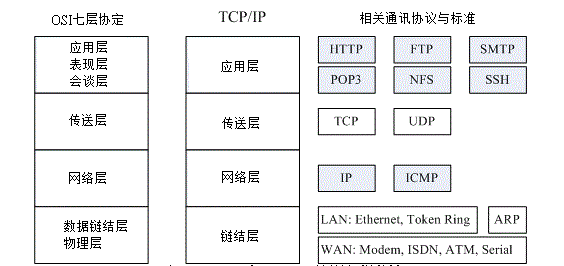 OSI七层协定 TCP/IP 相关通讯协议与标准
应用层
表现层
会谈层
应用层
HTTP FTP SMTP
POP3 NFS SSH
传送层 传送层 TCP UDP
网络层 网络层 IP ICMP
数据链结层
物理层
链结层
LAN: Ethernet, Token Ring ARP
WAN: Modem, ISDN, ATM, Serial